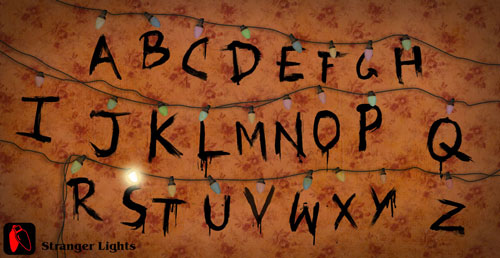 A B C D E F G H
I J K L M N O P Q
R S T U V W X Y Z
Stranger Lights